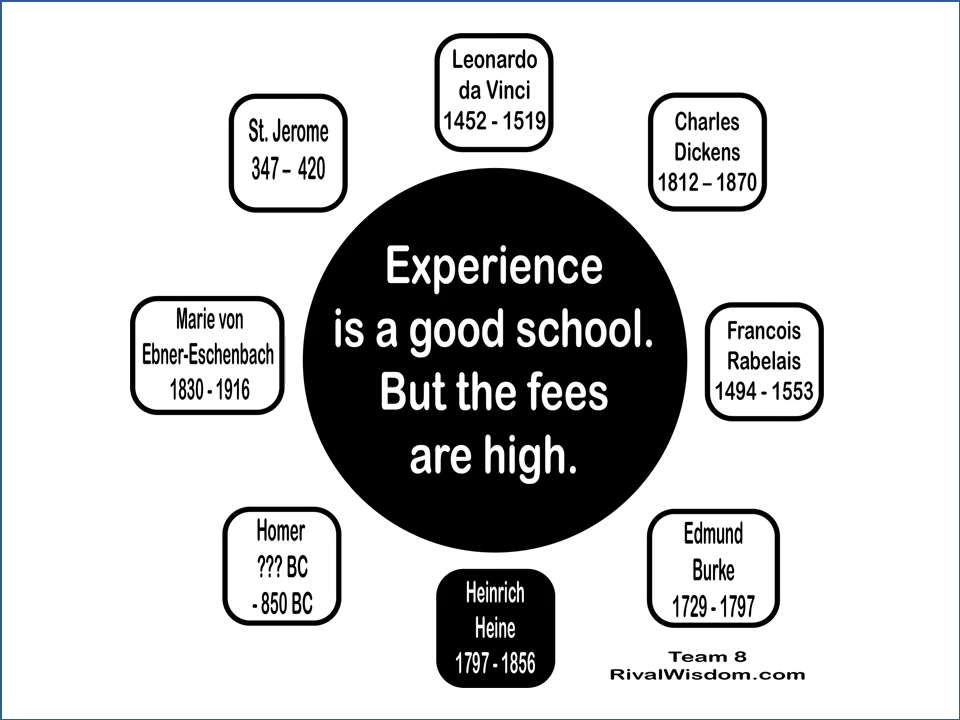 Leonardo
da Vinci
1452 - 1519
St. Jerome
347 – 420
Charles
Dickens
1812 – 1870
Experience
is a good school.
But the fees
are high.
Marie von
Ebner-Eschenbach
1830 - 1916
Francois
Rabelais
1494 - 1553
Homer
??? BC
- 850 BC
Heinrich
Heine
1797 - 1856
Edmund
Burke
1729 - 1797
Team 8
RivalWisdom.com